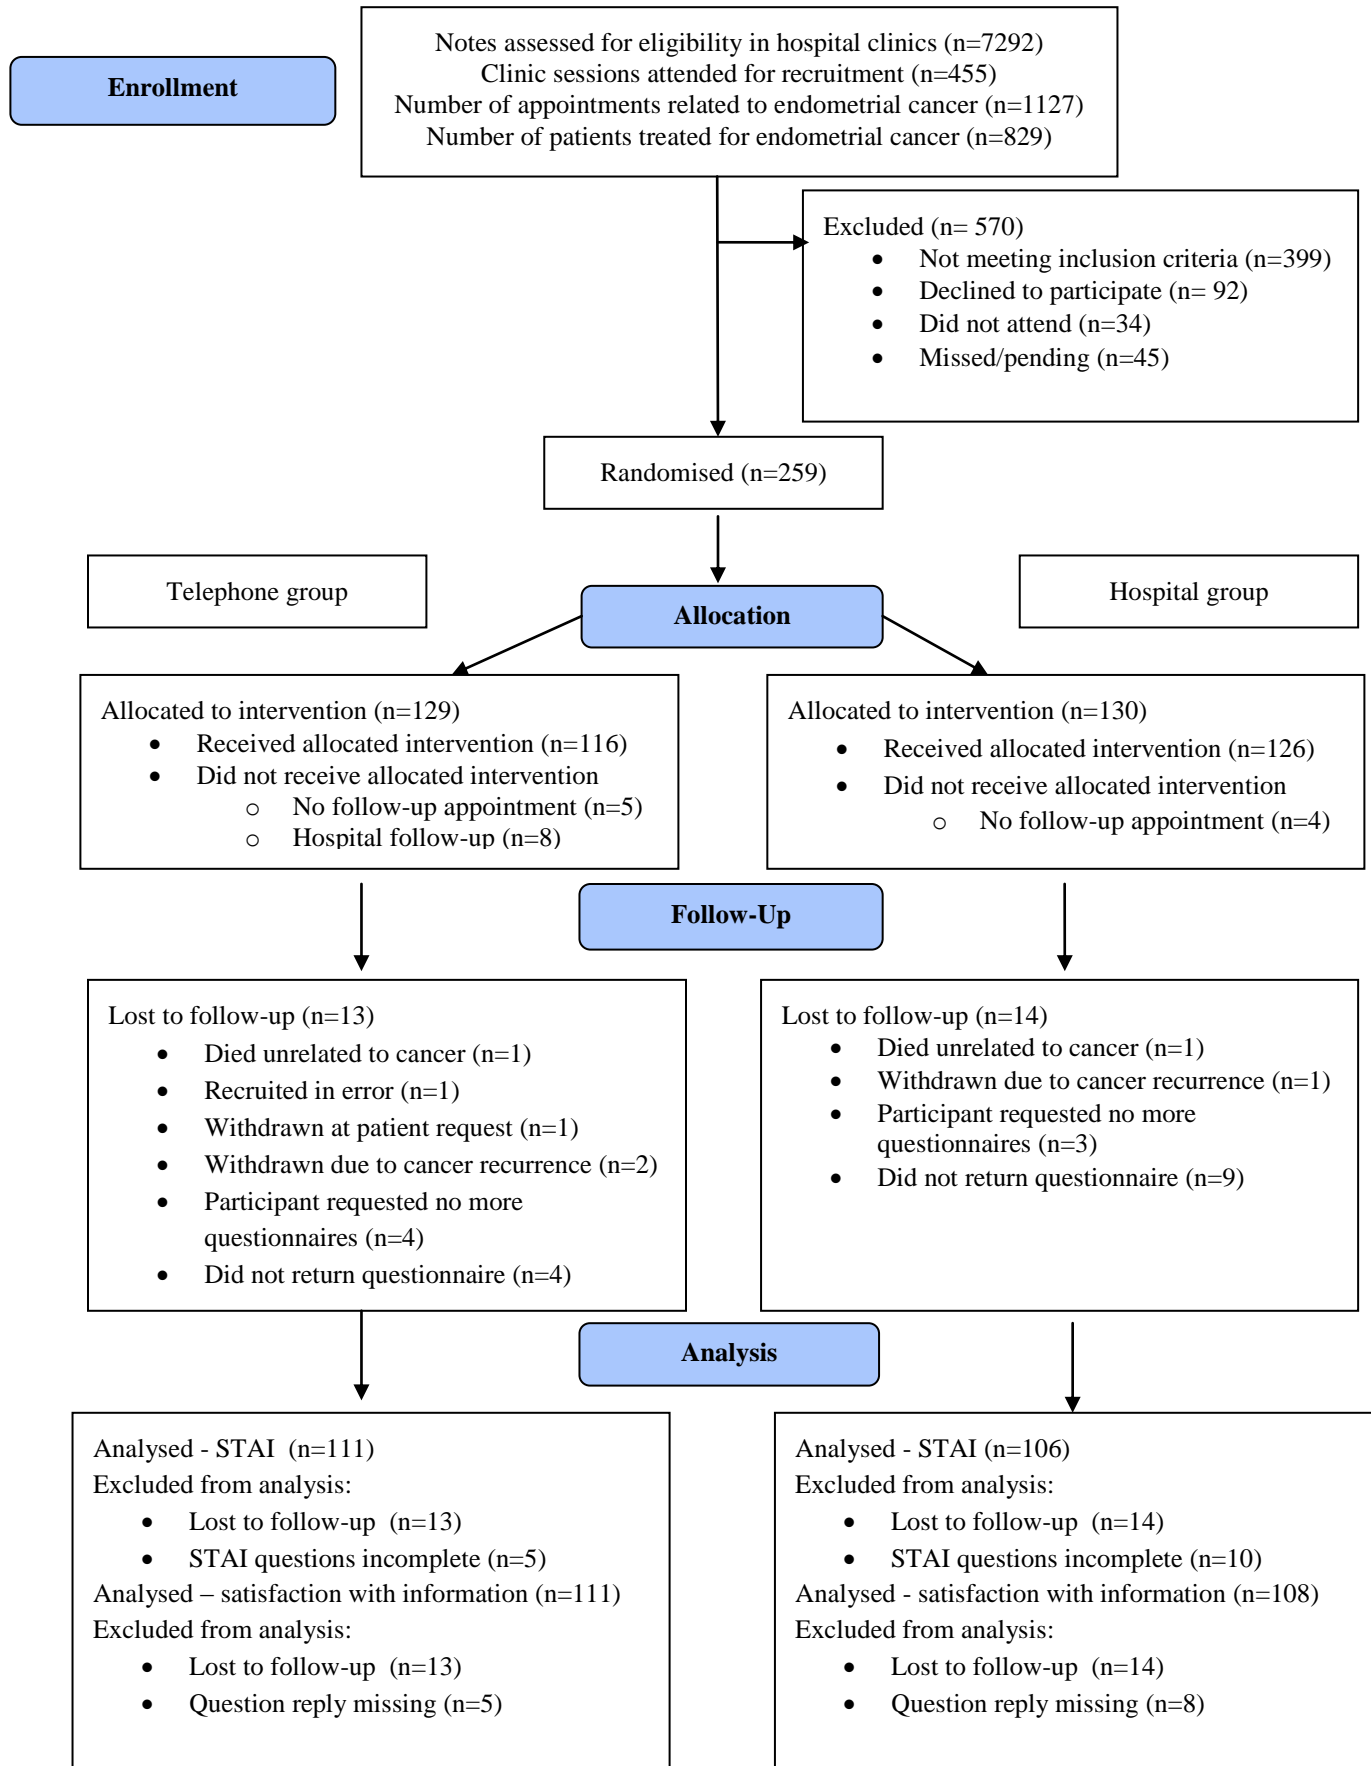 Notes assessed for eligibility in hospital clinics (n=7292)
Clinic sessions attended for recruitment (n=455)
Number of appointments related to endometrial cancer (n=1127)
Number of patients treated for endometrial cancer (n=829)
Enrollment
Excluded (n= 570)
• Not meeting inclusion criteria (n=399)
• Declined to participate (n= 92)
• Did not attend (n=34)
• Missed/pending (n=45)
Randomised (n=259)
Telephone group
Hospital group
Allocation
Allocated to intervention (n=129)
• Received allocated intervention (n=116)
• Did not receive allocated intervention
o No follow-up appointment (n=5)
o Hospital follow-up (n=8)
Allocated to intervention (n=130)
• Received allocated intervention (n=126)
• Did not receive allocated intervention
o No follow-up appointment (n=4)
Follow-Up
Lost to follow-up (n=13)
• Died unrelated to cancer (n=1)
• Recruited in error (n=1)
• Withdrawn at patient request (n=1)
• Withdrawn due to cancer recurrence (n=2)
• Participant requested no more
questionnaires (n=4)
• Did not return questionnaire (n=4)
Lost to follow-up (n=14)
• Died unrelated to cancer (n=1)
• Withdrawn due to cancer recurrence (n=1)
• Participant requested no more
questionnaires (n=3)
• Did not return questionnaire (n=9)
Analysis
Analysed - STAI (n=111)
Excluded from analysis:
• Lost to follow-up (n=13)
• STAI questions incomplete (n=5)
Analysed – satisfaction with information (n=111)
Excluded from analysis:
• Lost to follow-up (n=13)
• Question reply missing (n=5)
Analysed - STAI (n=106)
Excluded from analysis:
• Lost to follow-up (n=14)
• STAI questions incomplete (n=10)
Analysed - satisfaction with information (n=108)
Excluded from analysis:
• Lost to follow-up (n=14)
• Question reply missing (n=8)